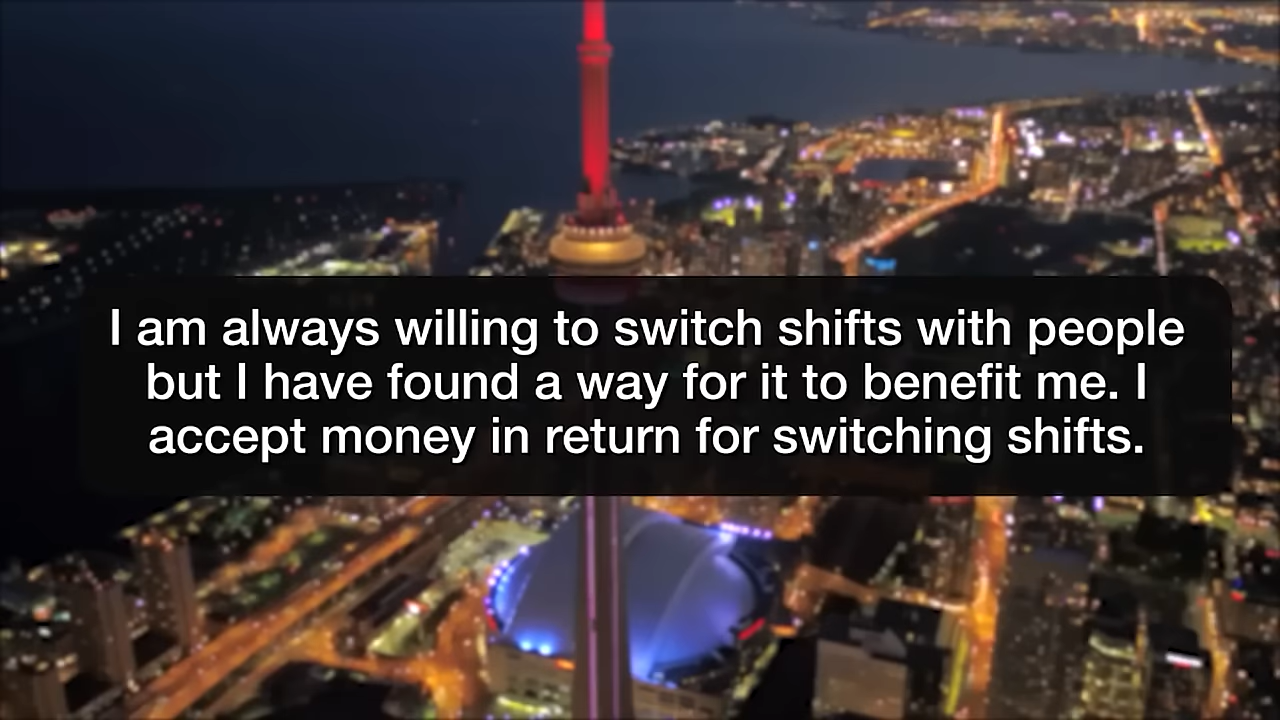 I am always willing to switch shifts with people
but I have found a way for it to benefit me. I
accept money in return for switching shifts.